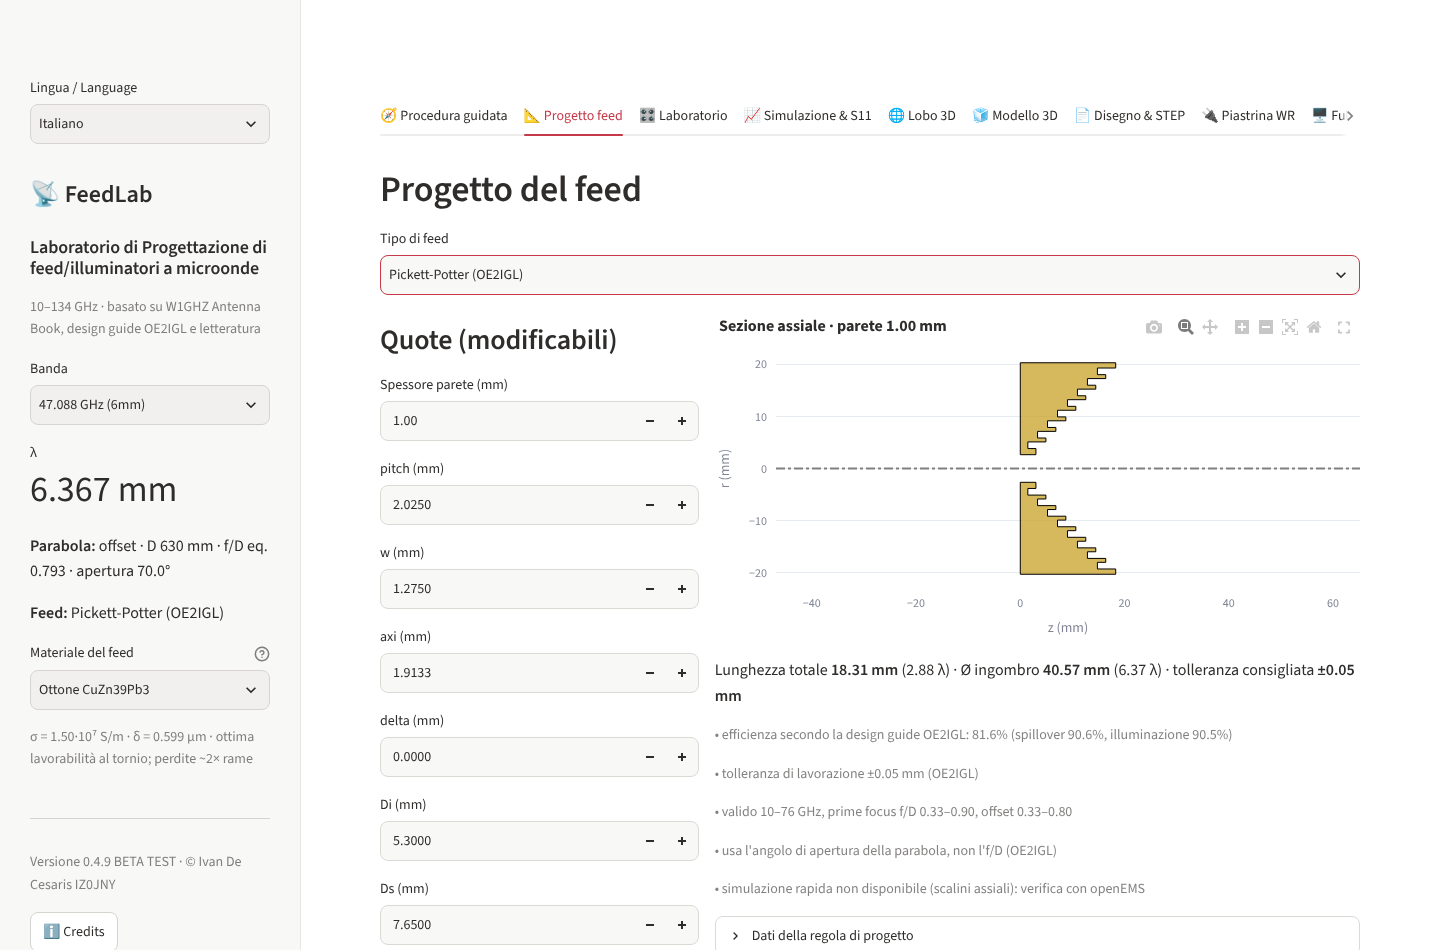 Lingua / Language
Italiano
📡 FeedLab
Laboratorio di Progettazione di
feed/illuminatori a microonde
10–134 GHz · basato su W1GHZ Antenna
Book, design guide OE2IGL e letteratura
Banda
47.088 GHz (6mm)
λ
6.367 mm
Parabola: offset · D 630 mm · f/D eq.
0.793 · apertura 70.0°
Feed: Pickett-Potter (OE2IGL)
Materiale del feed
Ottone CuZn39Pb3
σ = 1.50·10⁷ S/m · δ = 0.599 µm · ottima
lavorabilità al tornio; perdite ~2× rame
Versione 0.4.9 BETA TEST · © Ivan De
Cesaris IZ0JNY
ℹ️ Credits
🧭 Procedura guidata
📐 Progetto feed
🎛️ Laboratorio
📈 Simulazione & S11
🌐 Lobo 3D
🧊 Modello 3D
📄 Disegno & STEP
🔌 Piastrina WR
🖥️ Fu
Progetto del feed
Tipo di feed
Pickett-Potter (OE2IGL)
Quote (modificabili)
Spessore parete (mm)
1.00
pitch (mm)
2.0250
w (mm)
1.2750
axi (mm)
1.9133
delta (mm)
0.0000
Di (mm)
5.3000
Ds (mm)
7.6500
Sezione assiale · parete 1.00 mm
20
10
0
−10
−20
r (mm)
−40
−20
0
20
40
60
z (mm)
Lunghezza totale 18.31 mm (2.88 λ) · Ø ingombro 40.57 mm (6.37 λ) · tolleranza consigliata ±0.05
mm
• efficienza secondo la design guide OE2IGL: 81.6% (spillover 90.6%, illuminazione 90.5%)
• tolleranza di lavorazione ±0.05 mm (OE2IGL)
• valido 10–76 GHz, prime focus f/D 0.33–0.90, offset 0.33–0.80
• usa l'angolo di apertura della parabola, non l'f/D (OE2IGL)
• simulazione rapida non disponibile (scalini assiali): verifica con openEMS
Dati della regola di progetto